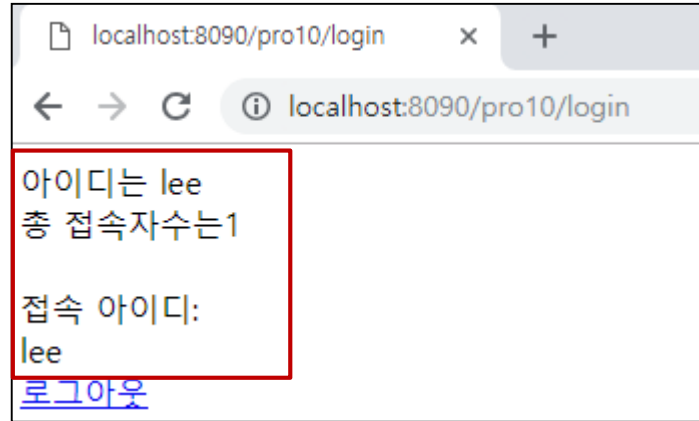 localhost:8090/pro10/login
localhost:8090/pro10/login
아이디는 lee
총 접속자수는1
접속 아이디:
lee
로그아웃